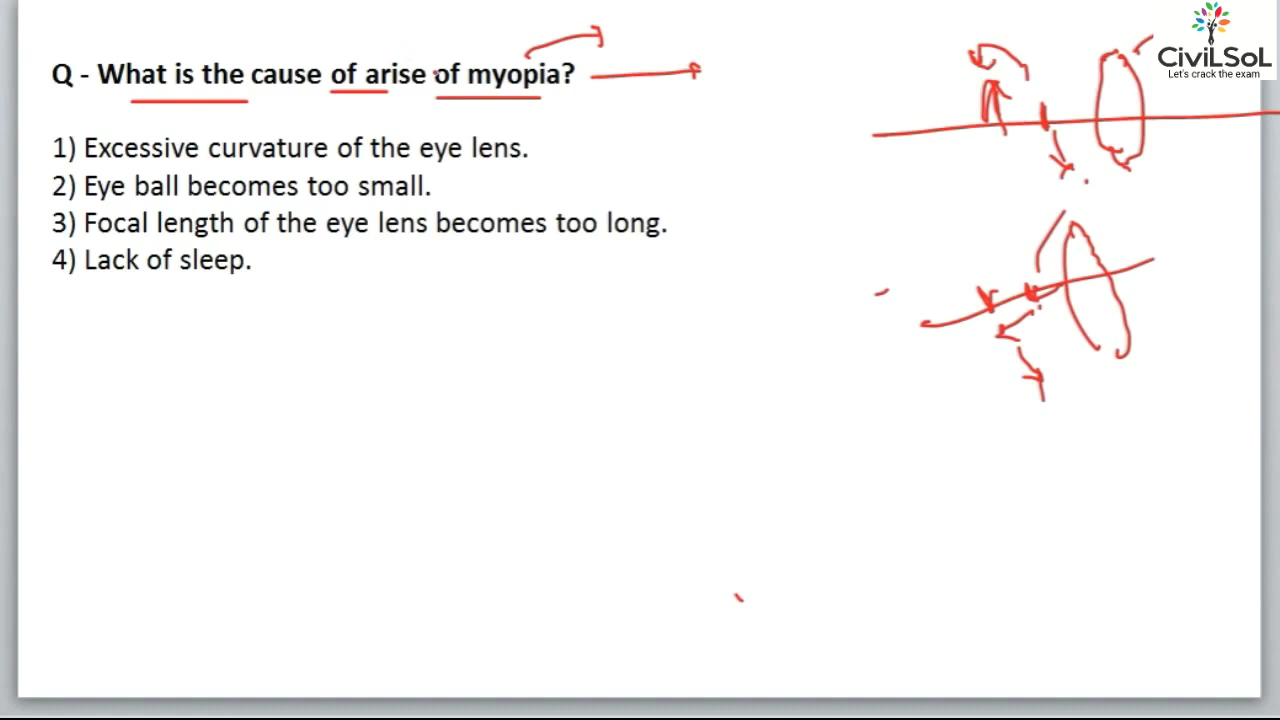 CiviLSoL
Let's crack the exam
Q - What is the cause of arise of myopia?
1) Excessive curvature of the eye lens.
2) Eye ball becomes too small.
3) Focal length of the eye lens becomes too long.
4) Lack of sleep.